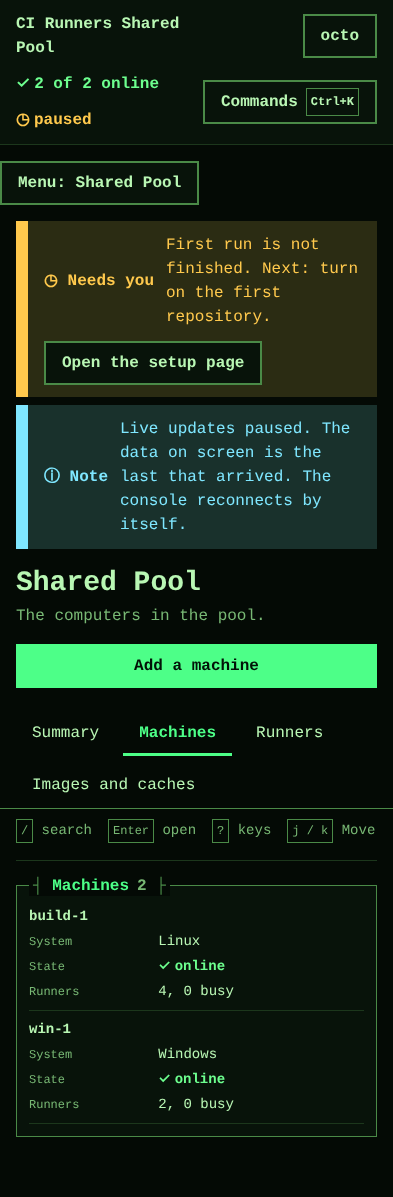 CI Runners Shared
Pool
octo
✓ 2 of 2 online
◷ paused
Commands Ctrl+K
Menu: Shared Pool
◷ Needs you
First run is not
finished. Next: turn
on the first
repository.
Open the setup page
ⓘ Note
Live updates paused. The
data on screen is the
last that arrived. The
console reconnects by
itself.
Shared Pool
The computers in the pool.
Add a machine
Summary Machines Runners
Images and caches
/ search Enter open ? keys j / k Move
Machines 2
build-1
System Linux
State ✓ online
Runners 4, 0 busy
win-1
System Windows
State ✓ online
Runners 2, 0 busy